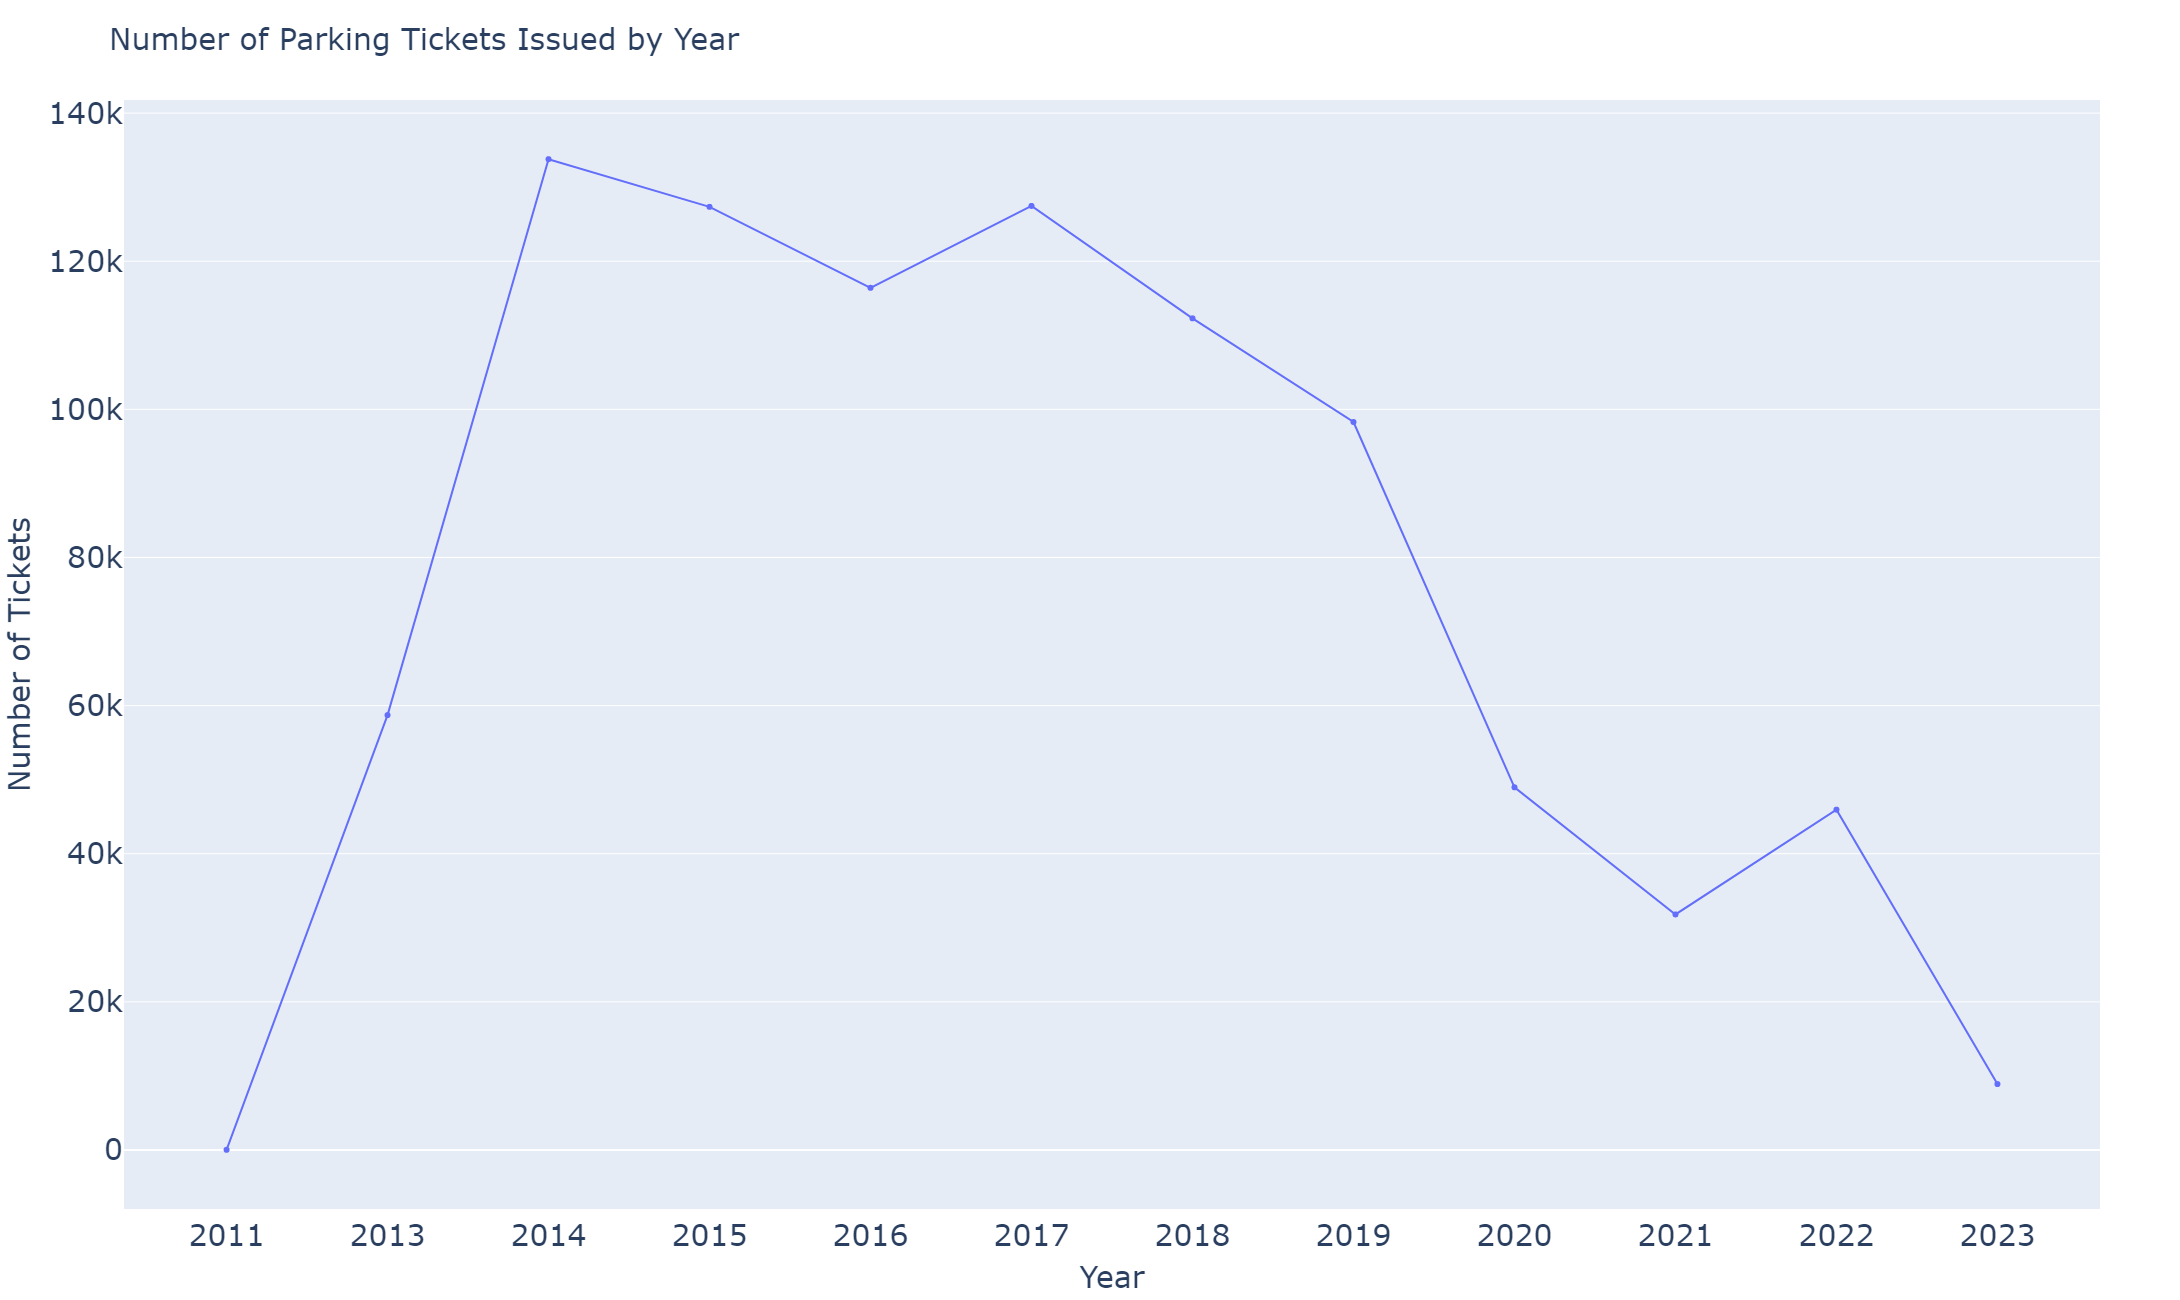 Number of Parking Tickets Issued by Year
140k
120k
100k
80k
60k
40k
20k
0
Number of Tickets
2011 2013 2014 2015 2016 2017 2018 2019 2020 2021 2022 2023
Year